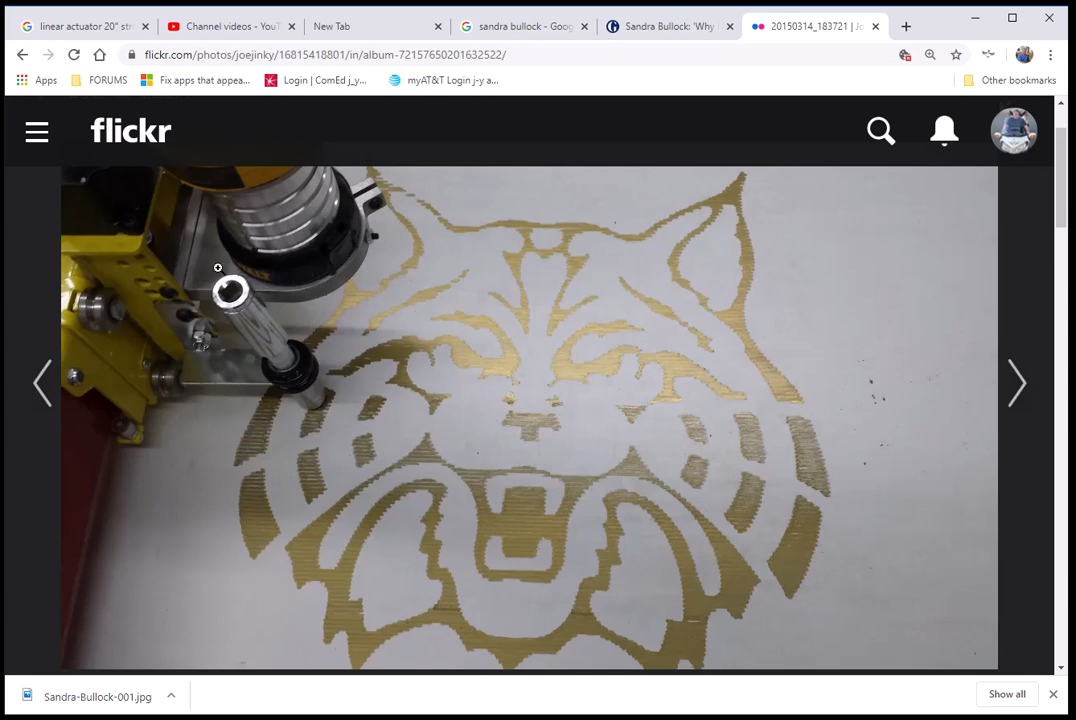 linear actuator 20" str
Channel videos - YouT
New Tab
sandra bullock - Goog
Sandra Bullock: 'Why
20150314_183721 | Jo
flickr.com/photos/joejinky/16815418801/in/album-72157650201632522/
Apps
FORUMS
Fix apps that appea...
Login | ComEd j_y...
myAT&T Login j-y a...
Other bookmarks
flickr
Sandra-Bullock-001.jpg
Show all